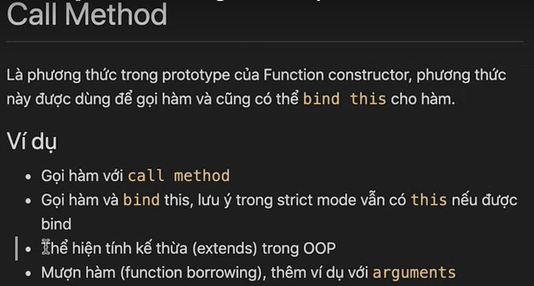 Call Method
Là phương thức trong prototype của Function constructor, phương thức
này được dùng để gọi hàm và cũng có thể bind this cho hàm.
Ví dụ
• Gọi hàm với call method
• Gọi hàm và bind this, lưu ý trong strict mode vẫn có this nếu được
bind
• Thể hiện tính kế thừa (extends) trong OOP
• Mượn hàm (function borrowing), thêm ví dụ với arguments